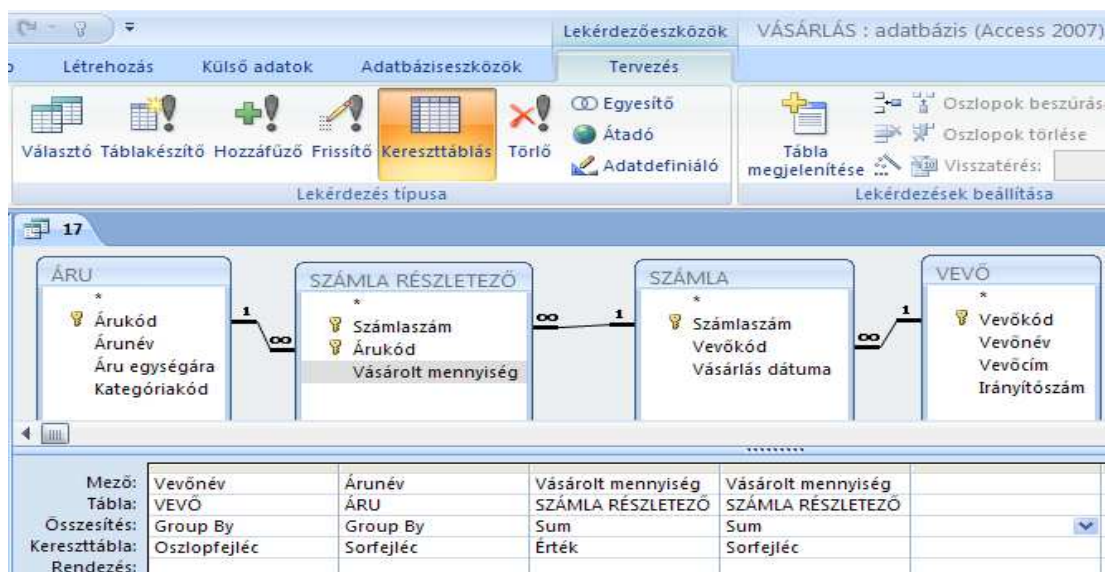 Lekérdezőeszközök VÁSÁRLÁS : adatbázis (Access 2007)
Létrehozás Külső adatok Adatbáziseszközök Tervezés
Választó Táblakészítő Hozzáfűző Frissítő Kereszttáblás Törlő
Egyesítő
Átadó
Adatdefiniáló
Tábla
megjelenítése
Oszlopok beszúrás
Oszlopok törlése
Visszatérés:
Lekérdezés típusa Lekérdezések beállítása
17
ÁRU
*
Árukód
Árunév
Áru egységára
Kategóriakód
1 ∞
SZÁMLA RÉSZLETEZŐ
*
Számlaszám
Árukód
Vásárolt mennyiség
∞ 1
SZÁMLA
*
Számlaszám
Vevőkód
Vásárlás dátuma
∞ 1
VEVŐ
*
Vevőkód
Vevőnév
Vevőcím
Irányítószám
Mező: Vevőnév Árunév Vásárolt mennyiség Vásárolt mennyiség
Tábla: VEVŐ ÁRU SZÁMLA RÉSZLETEZŐ SZÁMLA RÉSZLETEZŐ
Összesítés: Group By Group By Sum Sum
Kereszttábla: Oszlopfejléc Sorfejléc Érték Sorfejléc
Rendezés: